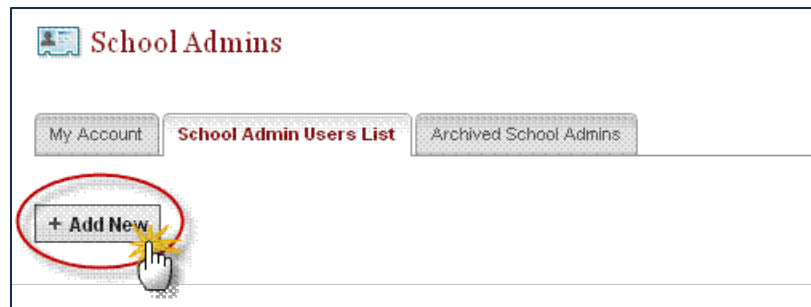 School Admins
My Account School Admin Users List Archived School Admins
+ Add New